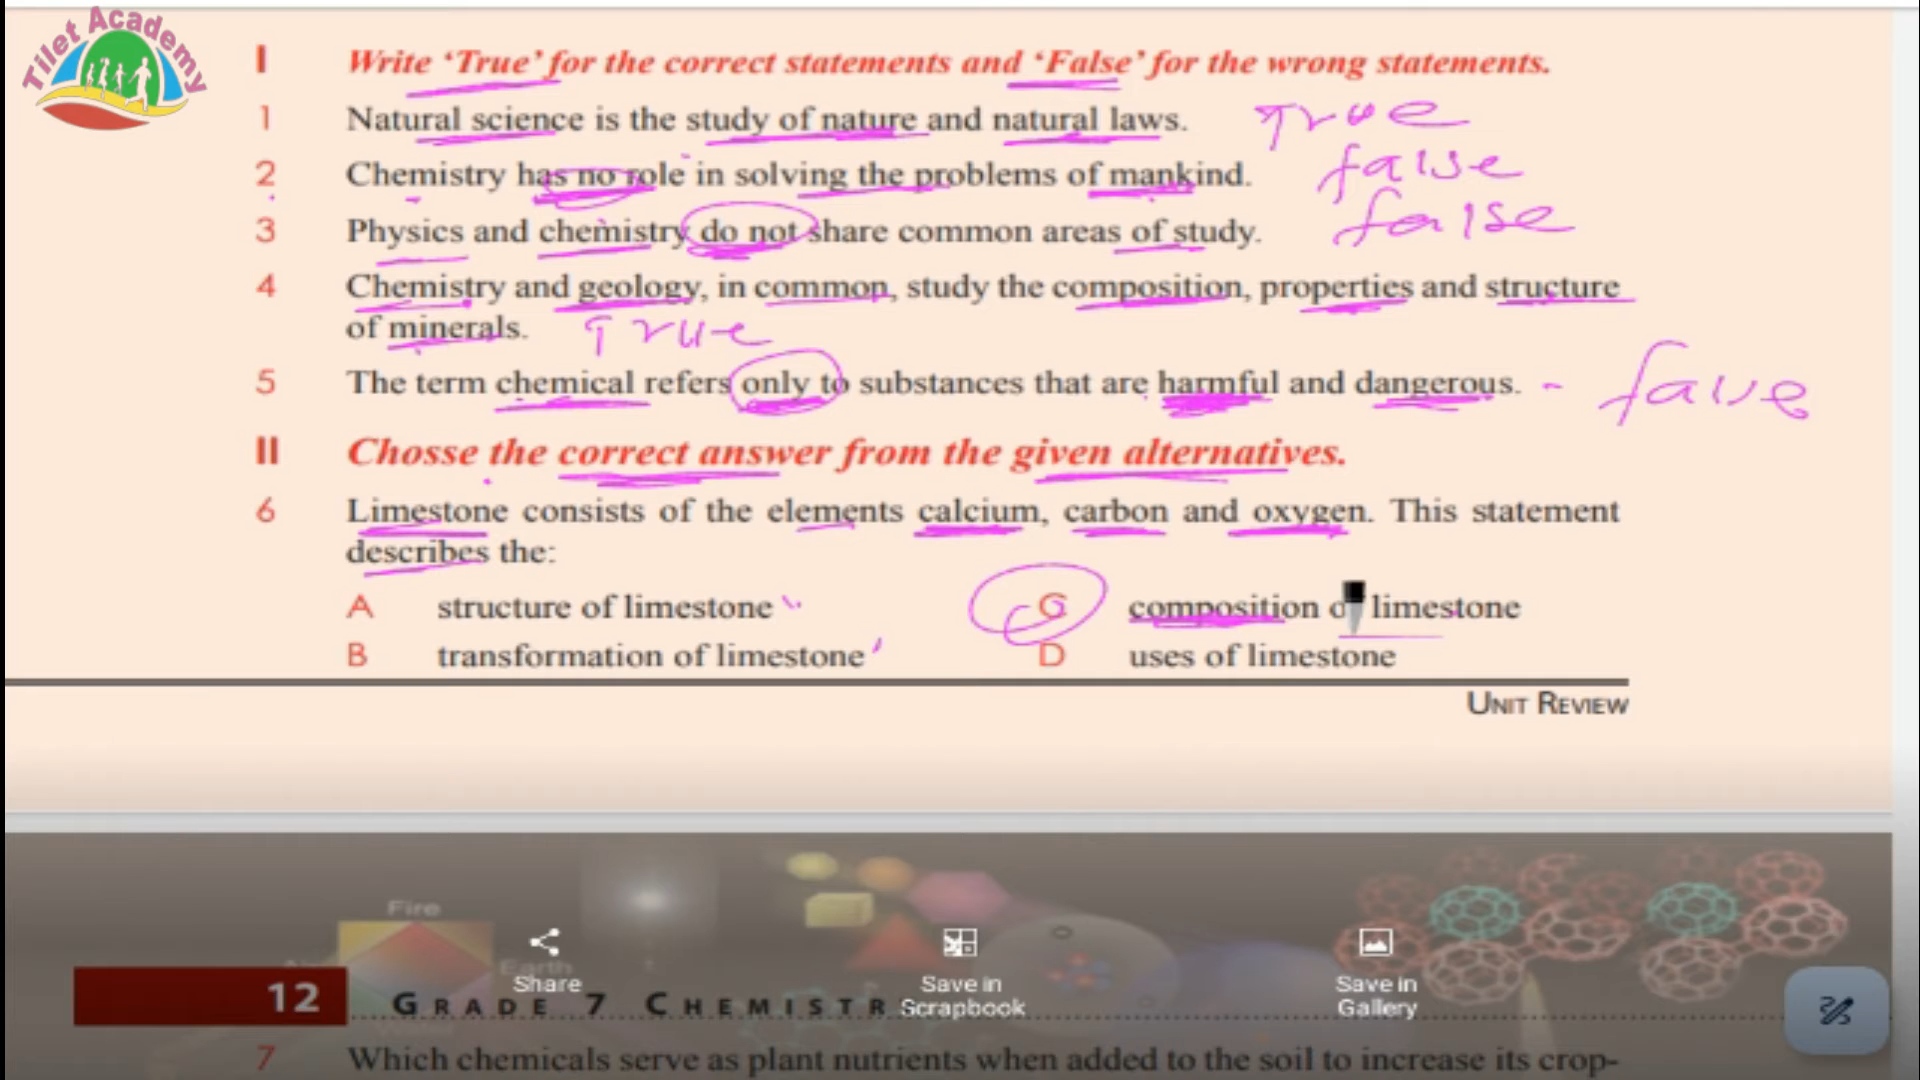 Tilet Academy
I Write ‘True’ for the correct statements and ‘False’ for the wrong statements.
1 Natural science is the study of nature and natural laws. True
2 Chemistry has no role in solving the problems of mankind. false
3 Physics and chemistry do not share common areas of study. false
4 Chemistry and geology, in common, study the composition, properties and structure
of minerals. True
5 The term chemical refers only to substances that are harmful and dangerous. - false
II Chosse the correct answer from the given alternatives.
6 Limestone consists of the elements calcium, carbon and oxygen. This statement
describes the:
A structure of limestone C composition of limestone
B transformation of limestone D uses of limestone
UNIT REVIEW
Fire
Earth
Share
Save in
Scrapbook
Save in
Gallery
12 GRADE 7 CHEMISTR
7 Which chemicals serve as plant nutrients when added to the soil to increase its crop-